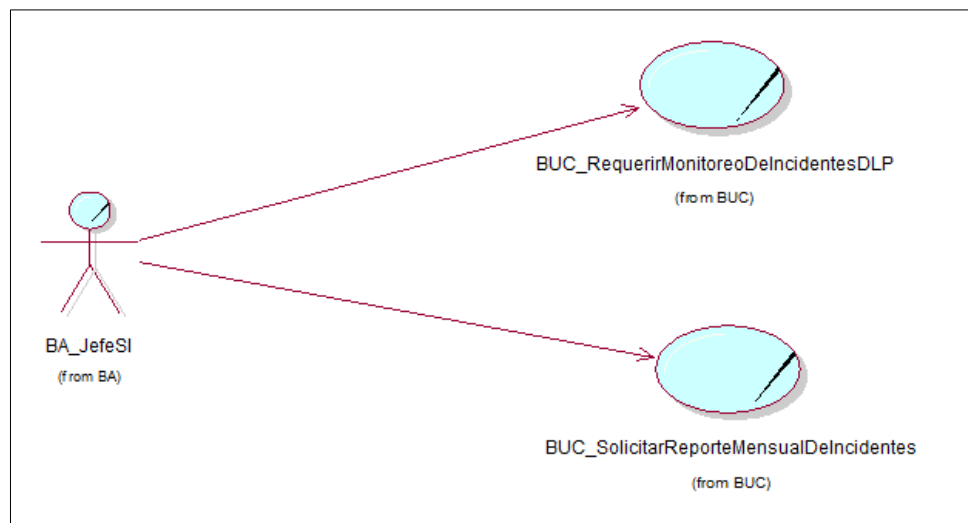 BUC_RequerirMonitoreoDeIncidentesDLP
(from BUC)
BA_JefeSI
(from BA)
BUC_SolicitarReporteMensualDeIncidentes
(from BUC)